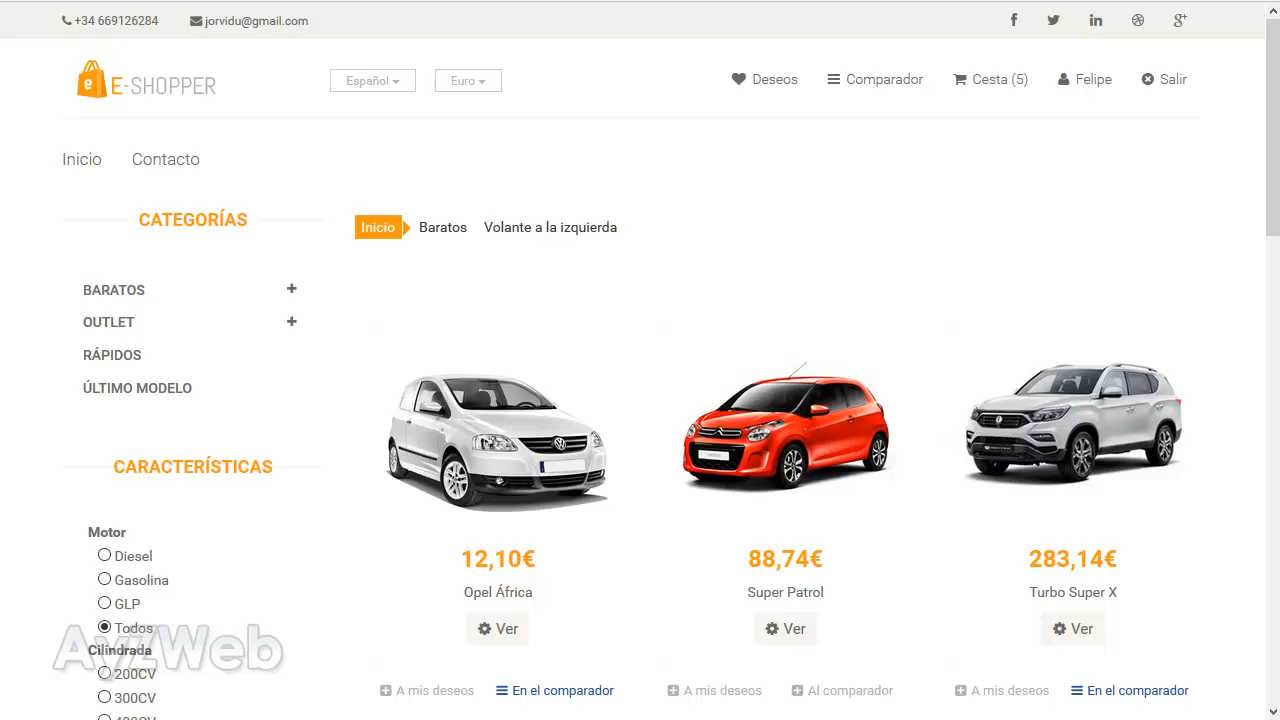 +34 669126284 jorvidu@gmail.com
e E-SHOPPER Español Euro Deseos Comparador Cesta (5) Felipe Salir
Inicio Contacto
CATEGORÍAS
Inicio Baratos Volante a la izquierda
BARATOS
OUTLET
RÁPIDOS
ÚLTIMO MODELO
CARACTERÍSTICAS
Motor
Diesel
Gasolina
GLP
Todos
Cilindrada
200CV
300CV
400CV
AyzWeb
12,10€ 88,74€ 283,14€
Opel África Super Patrol Turbo Super X
Ver Ver Ver
A mis deseos En el comparador A mis deseos Al comparador A mis deseos En el comparador